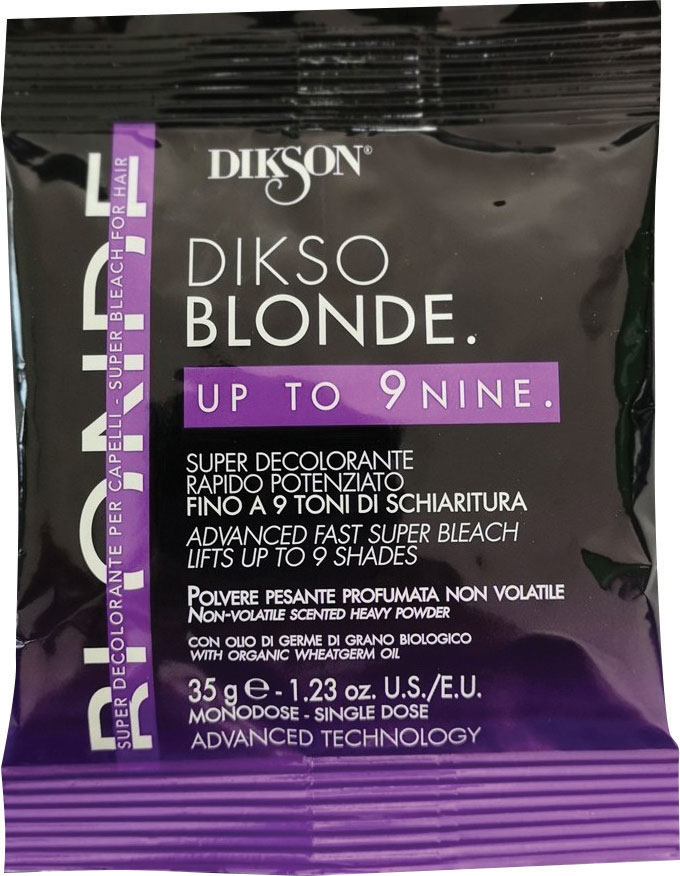 DIKSON®
DIKSO
BLONDE.
UP TO 9 NINE.
SUPER DECOLORANTE
RAPIDO POTENZIATO
FINO A 9 TONI DI SCHIARITURA
ADVANCED FAST SUPER BLEACH
LIFTS UP TO 9 SHADES
POLVERE PESANTE PROFUMATA NON VOLATILE
NON-VOLATILE SCENTED HEAVY POWDER
CON OLIO DI GERME DI GRANO BIOLOGICO
WITH ORGANIC WHEATGERM OIL
35 g ℮ - 1.23 oz. U.S./E.U.
MONODOSE - SINGLE DOSE
ADVANCED TECHNOLOGY
BLONDE
SUPER DECOLORANTE PER CAPELLI - SUPER BLEACH FOR HAIR